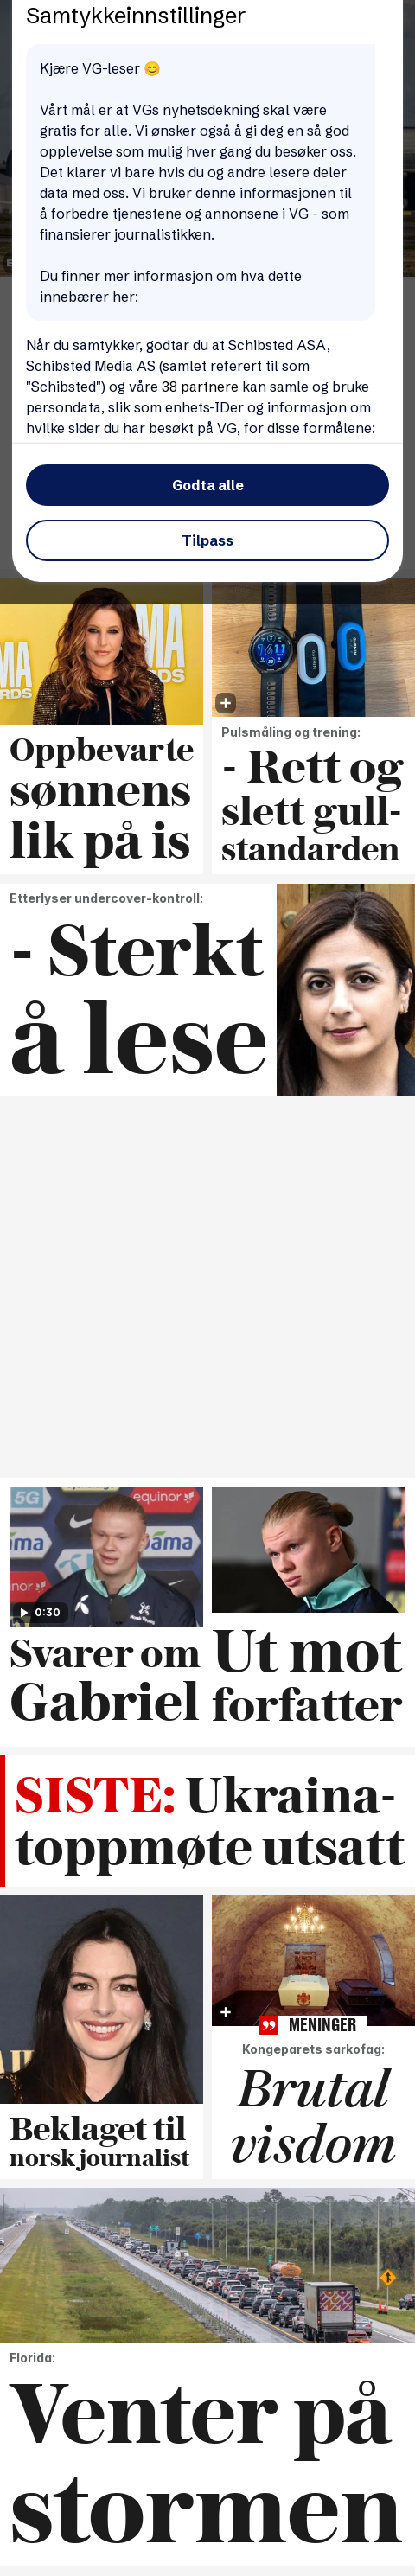 Samtykkeinnstillinger
Kjære VG-leser 😊
Vårt mål er at VGs nyhetsdekning skal være
gratis for alle. Vi ønsker også å gi deg en så god
opplevelse som mulig hver gang du besøker oss.
Det klarer vi bare hvis du og andre lesere deler
data med oss. Vi bruker denne informasjonen til
å forbedre tjenestene og annonsene i VG - som
finansierer journalistikken.
Du finner mer informasjon om hva dette
innebærer her:
Når du samtykker, godtar du at Schibsted ASA,
Schibsted Media AS (samlet referert til som
"Schibsted") og våre 38 partnere kan samle og bruke
persondata, slik som enhets-IDer og informasjon om
hvilke sider du har besøkt på VG, for disse formålene:
Godta alle
Tilpass
Oppbevarte
sønnens
lik på is
Pulsmåling og trening:
- Rett og
slett gull-
standarden
Etterlyser undercover-kontroll:
- Sterkt
å lese
5G
equinor
0:30
Svarer om
Gabriel
Ut mot
forfatter
SISTE: Ukraina-
toppmøte utsatt
Beklaget til
norsk journalist
MENINGER
Kongeparets sarkofag:
Brutal
visdom
Florida:
Venter på
stormen